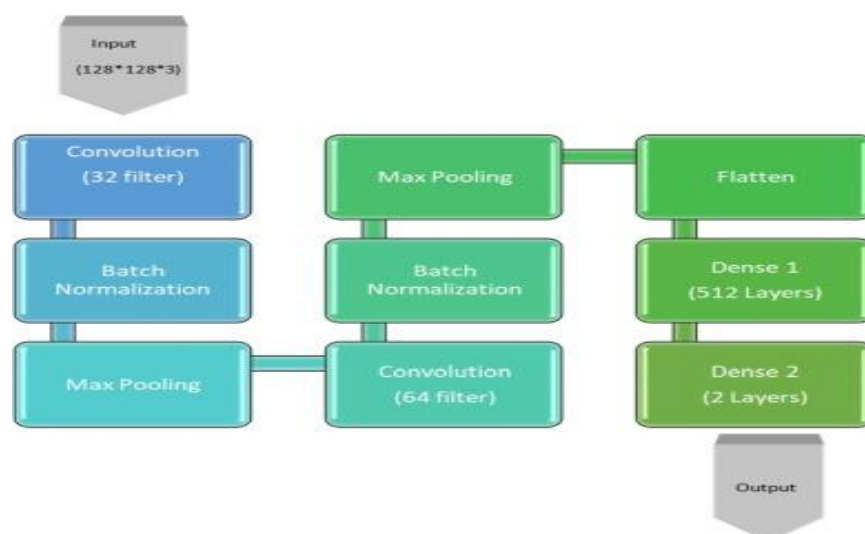 Input
(128*128*3)
Convolution
(32 filter)
Batch
Normalization
Max Pooling
Convolution
(64 filter)
Batch
Normalization
Max Pooling
Flatten
Dense 1
(512 Layers)
Dense 2
(2 Layers)
Output